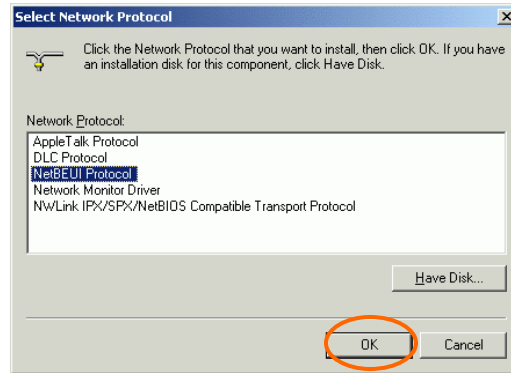 Select Network Protocol
Click the Network Protocol that you want to install, then click OK. If you have
an installation disk for this component, click Have Disk.
Network Protocol:
AppleTalk Protocol
DLC Protocol
NetBEUI Protocol
Network Monitor Driver
NWLink IPX/SPX/NetBIOS Compatible Transport Protocol
Have Disk...
OK
Cancel